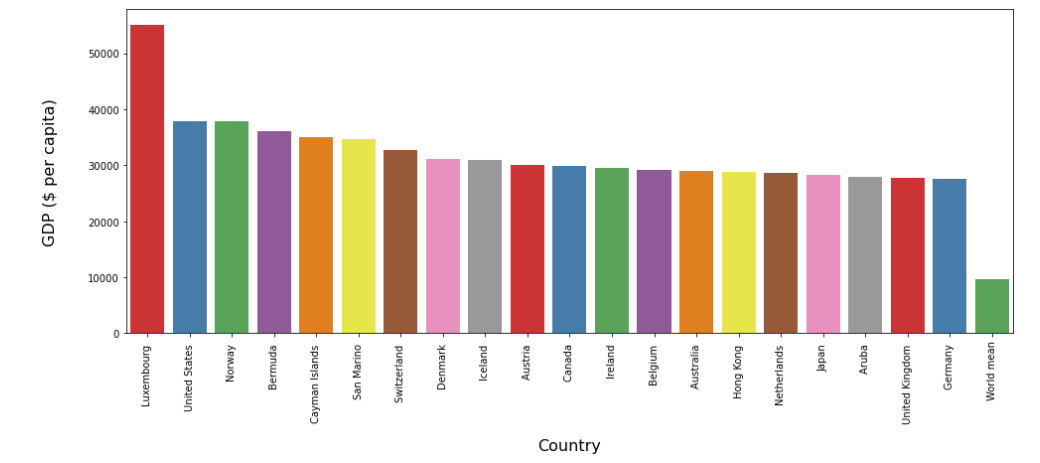 GDP ($ per capita)
50000
40000
30000
20000
10000
0
Luxembourg
United States
Norway
Bermuda
Cayman Islands
San Marino
Switzerland
Denmark
Iceland
Austria
Canada
Ireland
Belgium
Australia
Hong Kong
Netherlands
Japan
Aruba
United Kingdom
Germany
World mean
Country